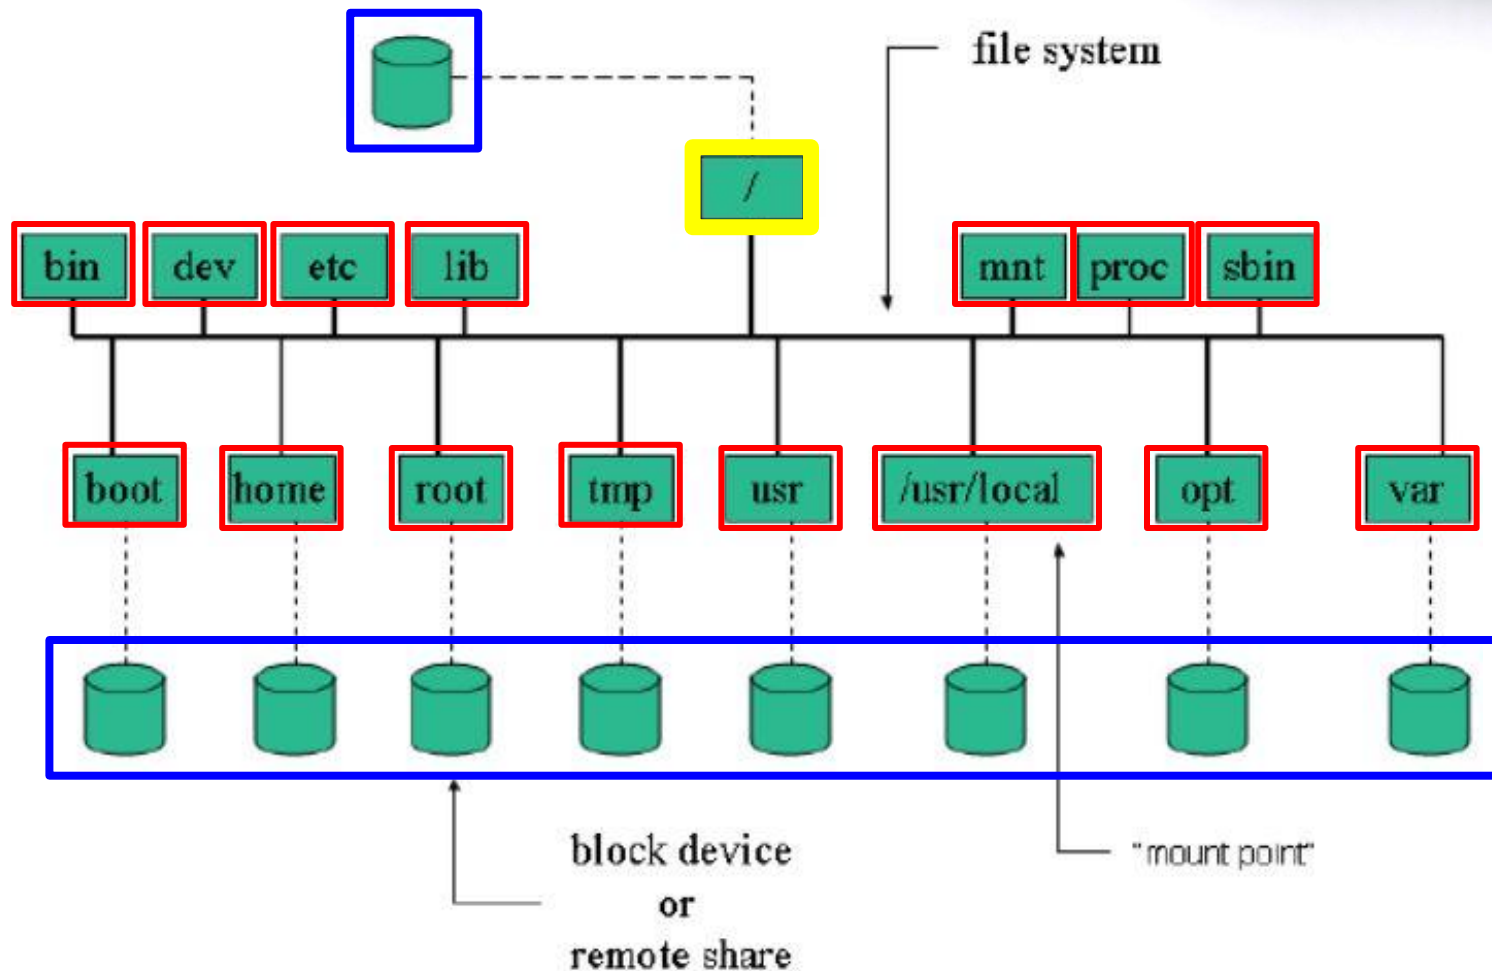 file system
/
bin dev etc lib mnt proc sbin
boot home root tmp usr /usr/local opt var
block device
or
remote share
"mount point"